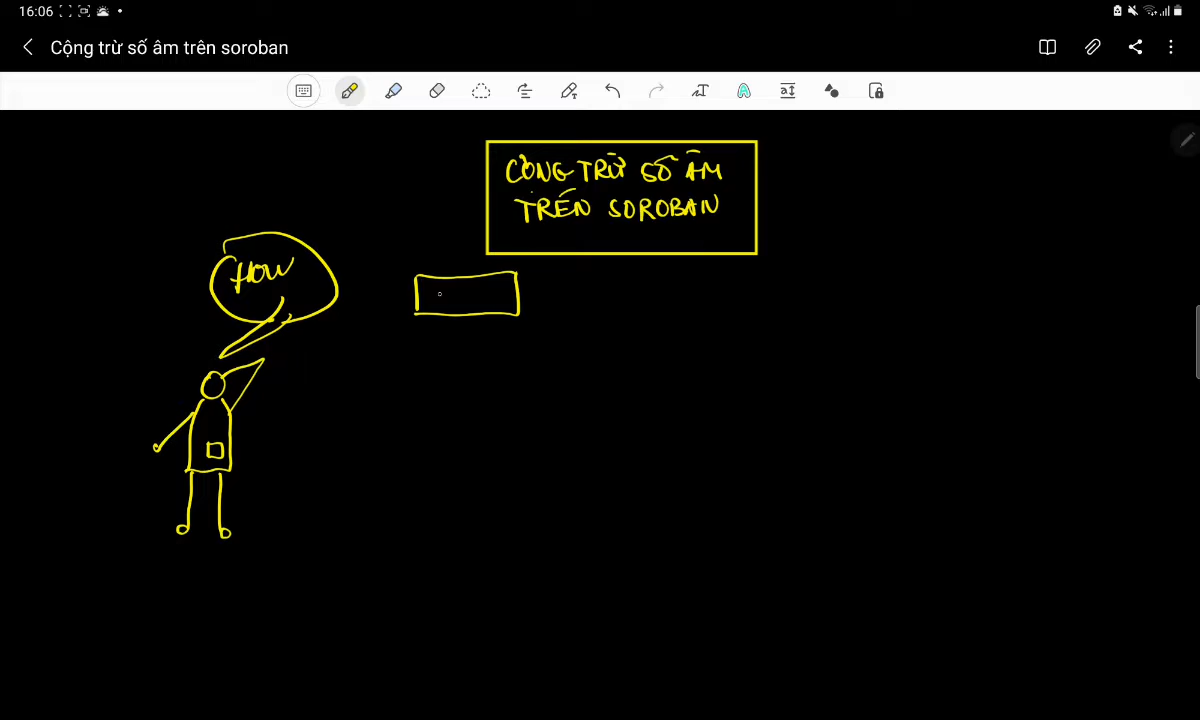 16:06
Cộng trừ số âm trên soroban
CỘNG TRỪ SỐ ÂM
TRÊN SOROBAN
How